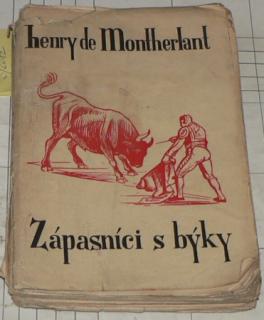 henry de Montherlant
Zápasníci s býky